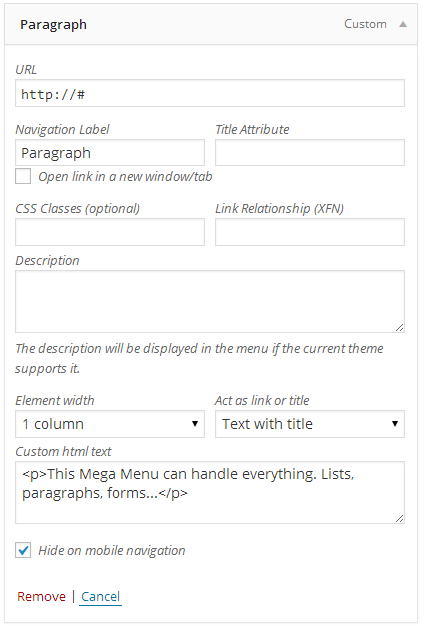 Paragraph Custom
URL
http://#
Navigation Label Title Attribute
Paragraph
Open link in a new window/tab
CSS Classes (optional) Link Relationship (XFN)
Description
The description will be displayed in the menu if the current theme
supports it.
Element width Act as link or title
1 column Text with title
Custom html text
<p>This Mega Menu can handle everything. Lists,
paragraphs, forms...</p>
Hide on mobile navigation
Remove | Cancel